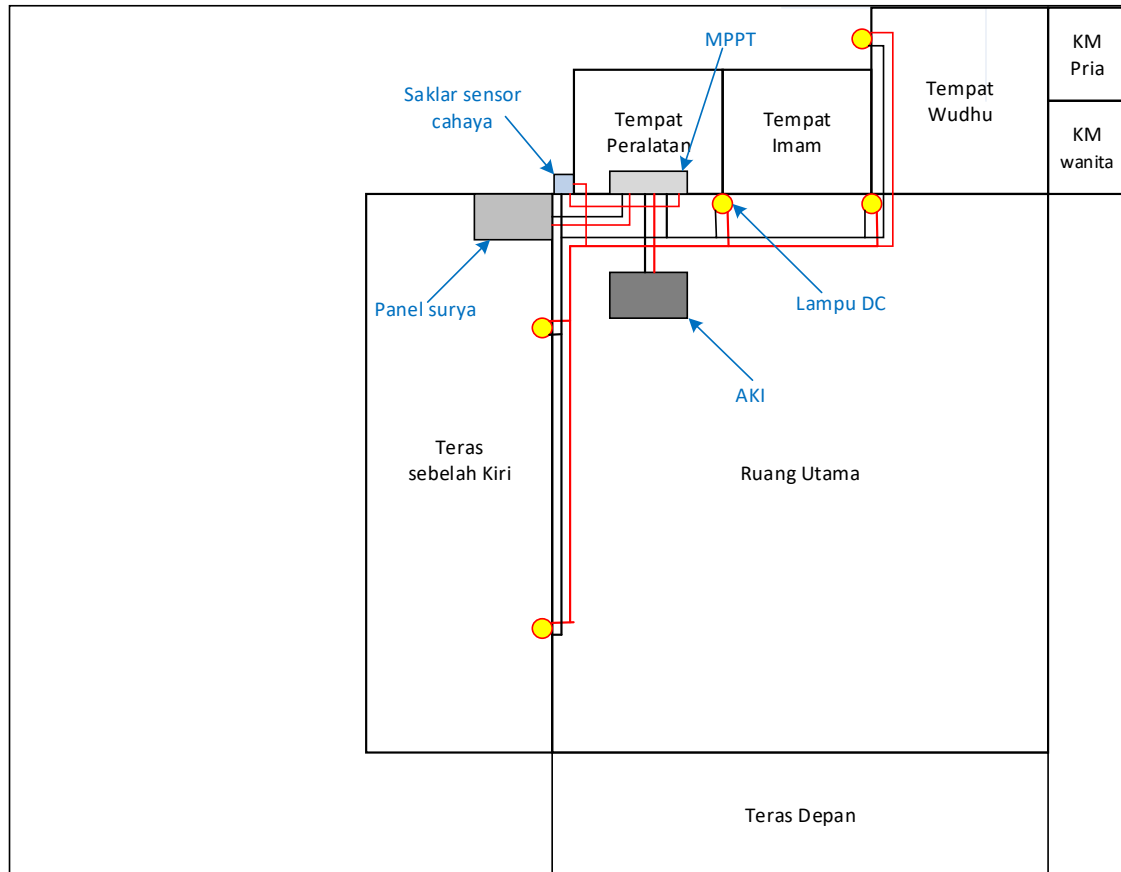 MPPT
KM
Pria
Saklar sensor
cahaya
Tempat
Wudhu
Tempat
Peralatan
Tempat
Imam
KM
wanita
Panel surya
Lampu DC
AKI
Teras
sebelah Kiri
Ruang Utama
Teras Depan